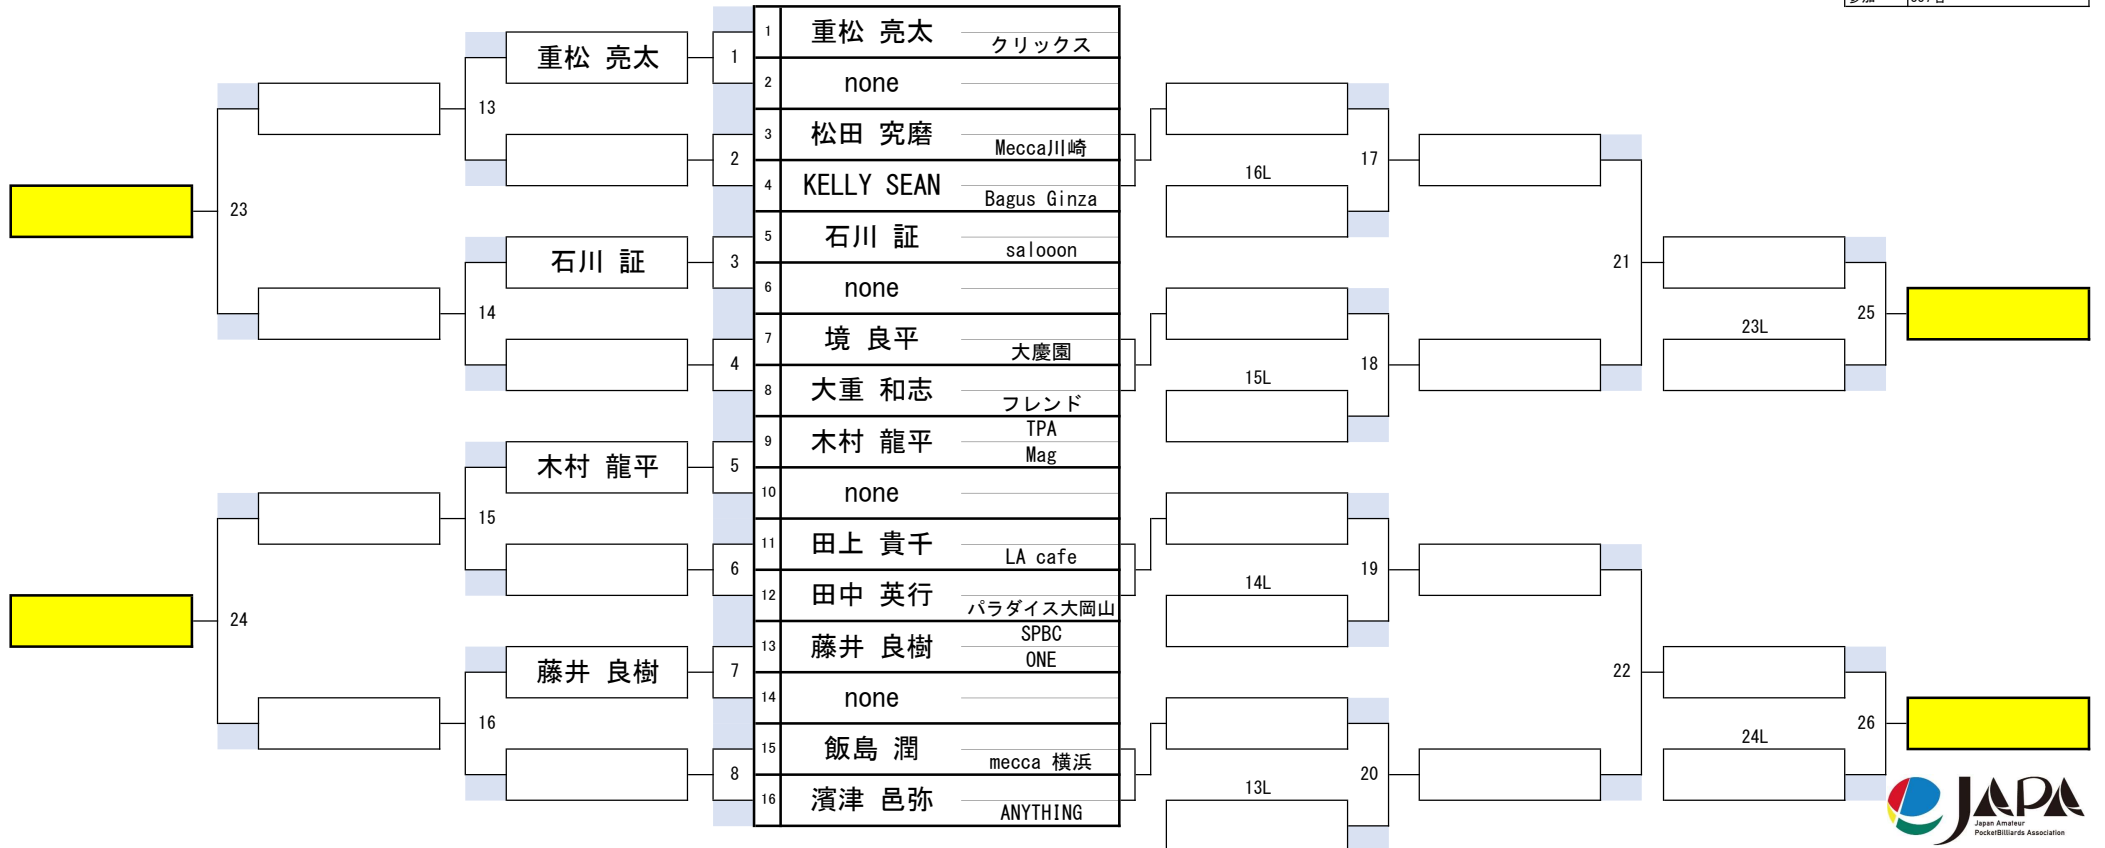 重松 亮太
13
2
1
石川 証
14
3
4
23
木村 龍平
15
5
6
藤井 良樹
16
7
8
24
1 重松 亮太 クリックス
2 none
3 松田 究磨 Mecca川崎
4 KELLY SEAN Bagus Ginza
5 石川 証 salooon
6 none
7 境 良平 大慶園
8 大重 和志 フレンド
9 木村 龍平 TPA
Mag
10 none
11 田上 貴千 LA cafe
12 田中 英行 パラダイス大岡山
13 藤井 良樹 SPBC
ONE
14 none
15 飯島 潤 mecca 横浜
16 濱津 邑弥 ANYTHING
16L
17
15L
18
21
23L
25
14L
19
13L
20
22
24L
26
JAPA
Japan Amateur
PocketBilliards Association